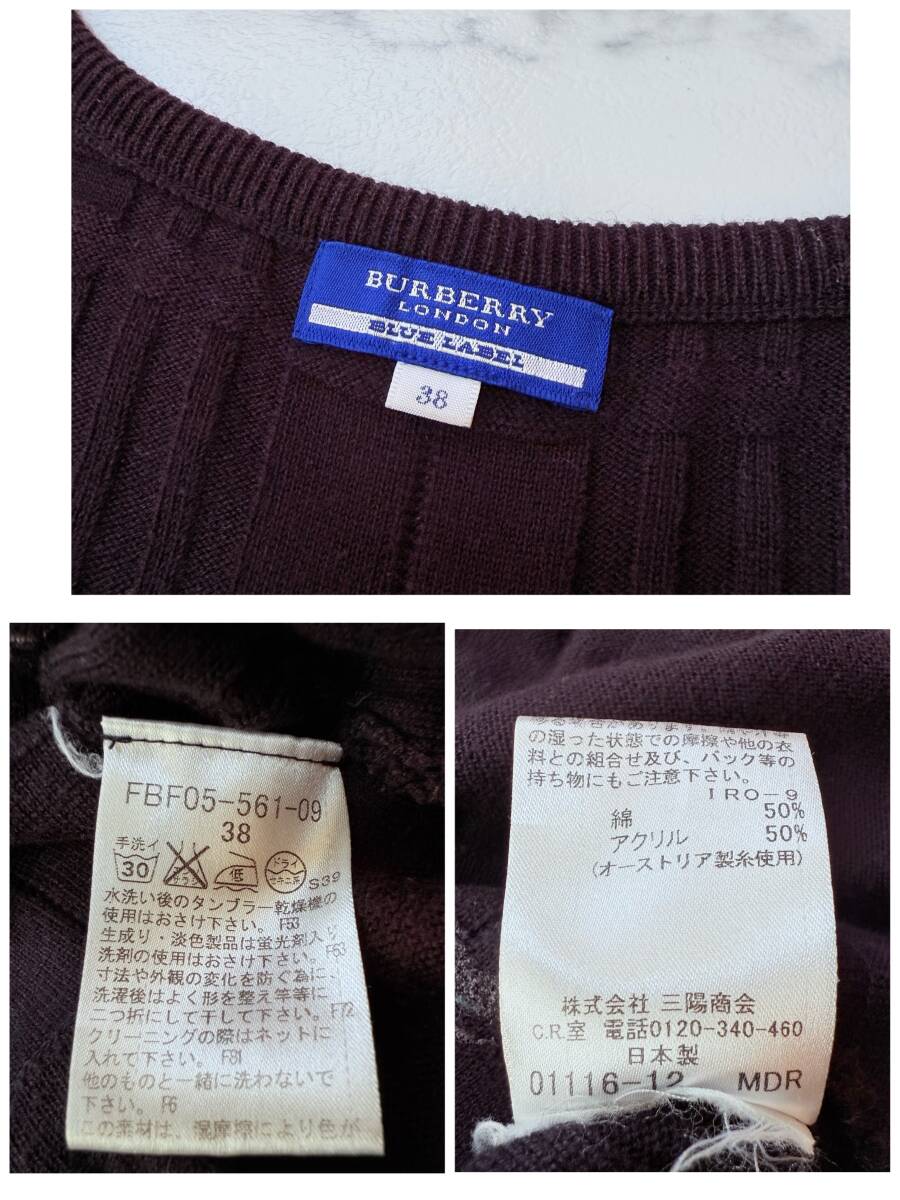 BURBERRY
LONDON
BLUE LABEL
38
FBF05-561-09
38
手洗イ
30
低
ドライ
セキユ系
S39
水洗い後のタンブラー乾燥機の
使用はおさけ下さい。 F53
生成り・淡色製品は蛍光剤入り
洗剤の使用はおさけ下さい。 F63
寸法や外観の変化を防ぐ為に、
洗濯後はよく形を整え竿等に
二つ折にして干して下さい。 F72
クリーニングの際はネットに
入れて下さい。 F81
他のものと一緒に洗わないで
下さい。 F6
この素材は、湿摩擦により色が
の湿った状態での摩擦や他の衣
料との組合せ及び、バック等の
持ち物にもご注意下さい。
IRO-9
綿 50%
アクリル 50%
(オーストリア製糸使用)
株式会社 三陽商会
C.R.室 電話0120-340-460
日本製
01116-12 MDR